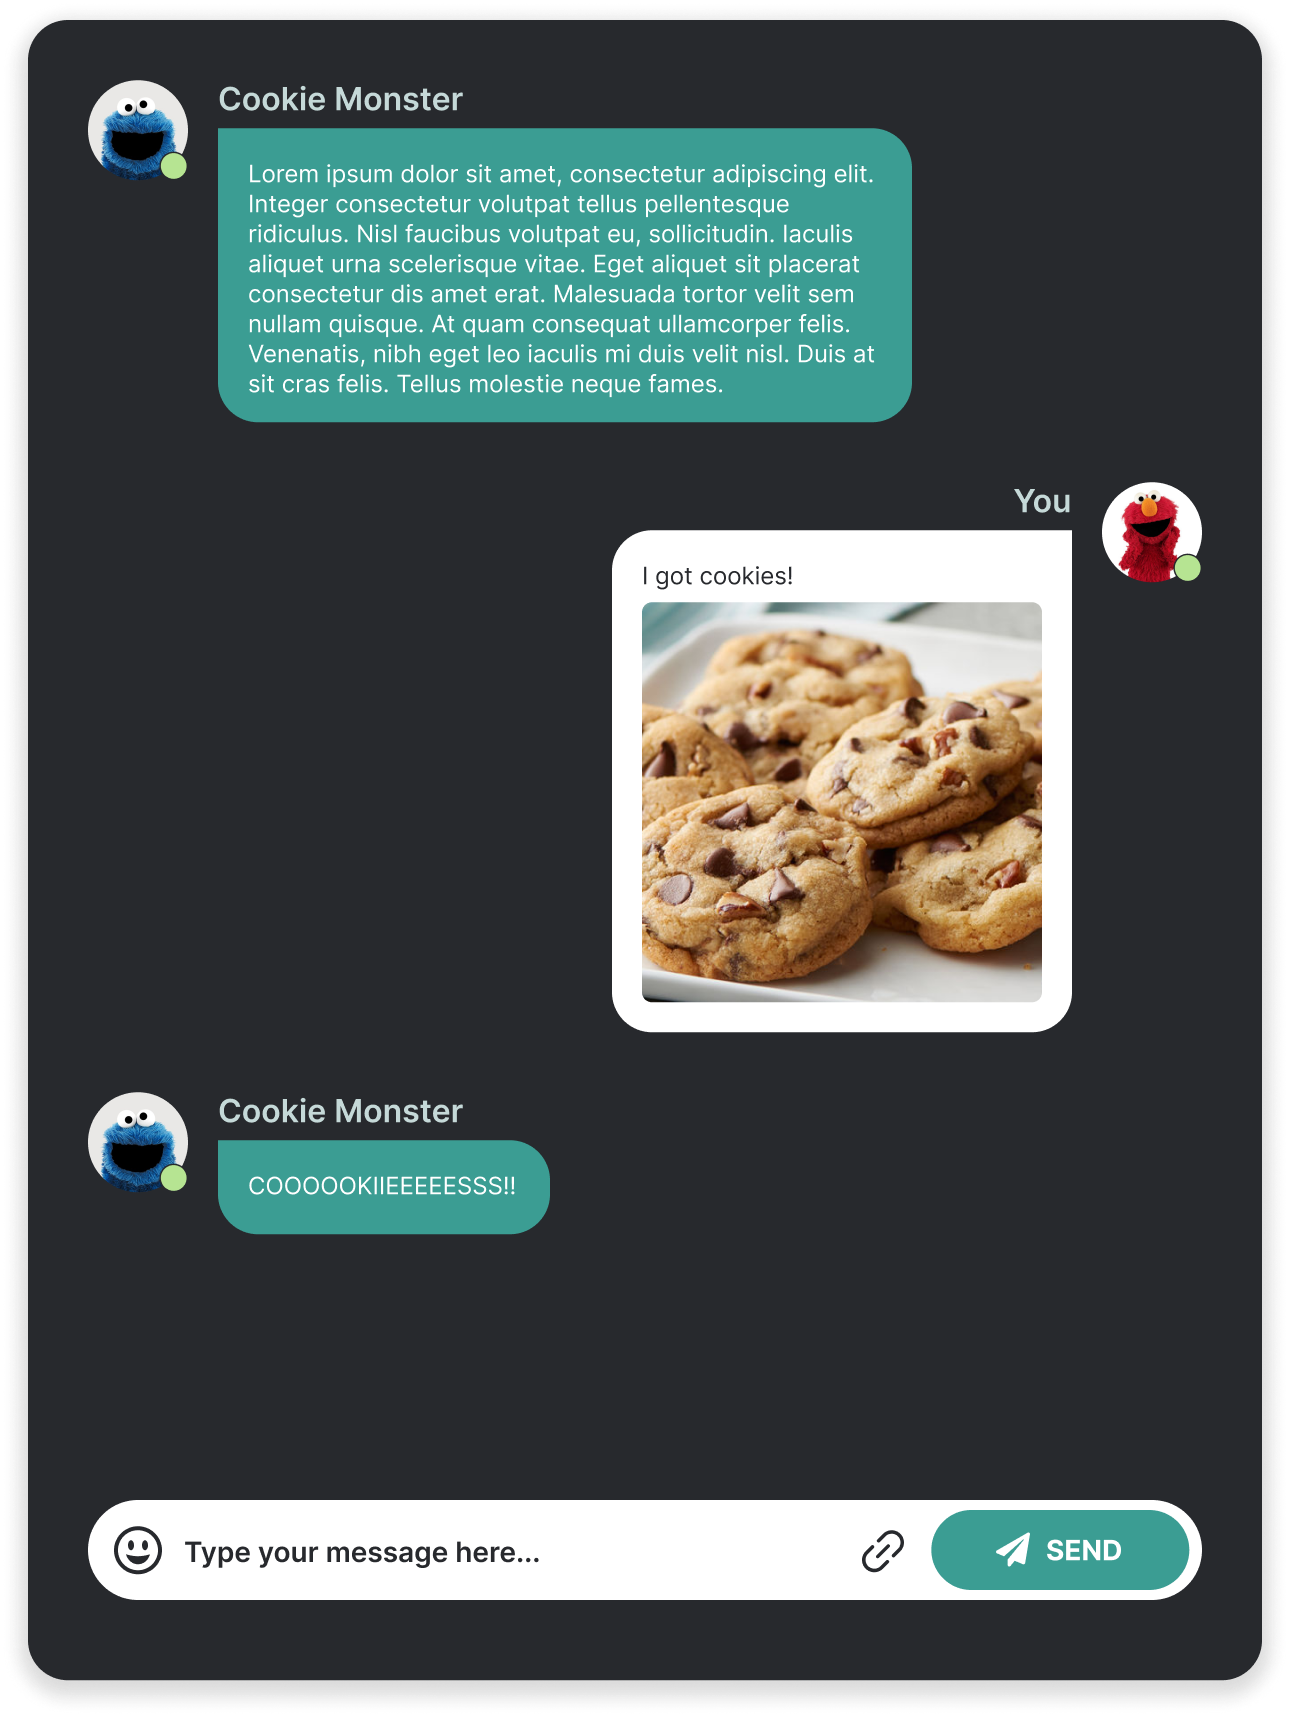 Cookie Monster
Lorem ipsum dolor sit amet, consectetur adipiscing elit.
Integer consectetur volutpat tellus pellentesque
ridiculus. Nisl faucibus volutpat eu, sollicitudin. Iaculis
aliquet urna scelerisque vitae. Eget aliquet sit placerat
consectetur dis amet erat. Malesuada tortor velit sem
nullam quisque. At quam consequat ullamcorper felis.
Venenatis, nibh eget leo iaculis mi duis velit nisl. Duis at
sit cras felis. Tellus molestie neque fames.
You
I got cookies!
Cookie Monster
COOOOOKIIEEEEESSS!!
Type your message here...
SEND